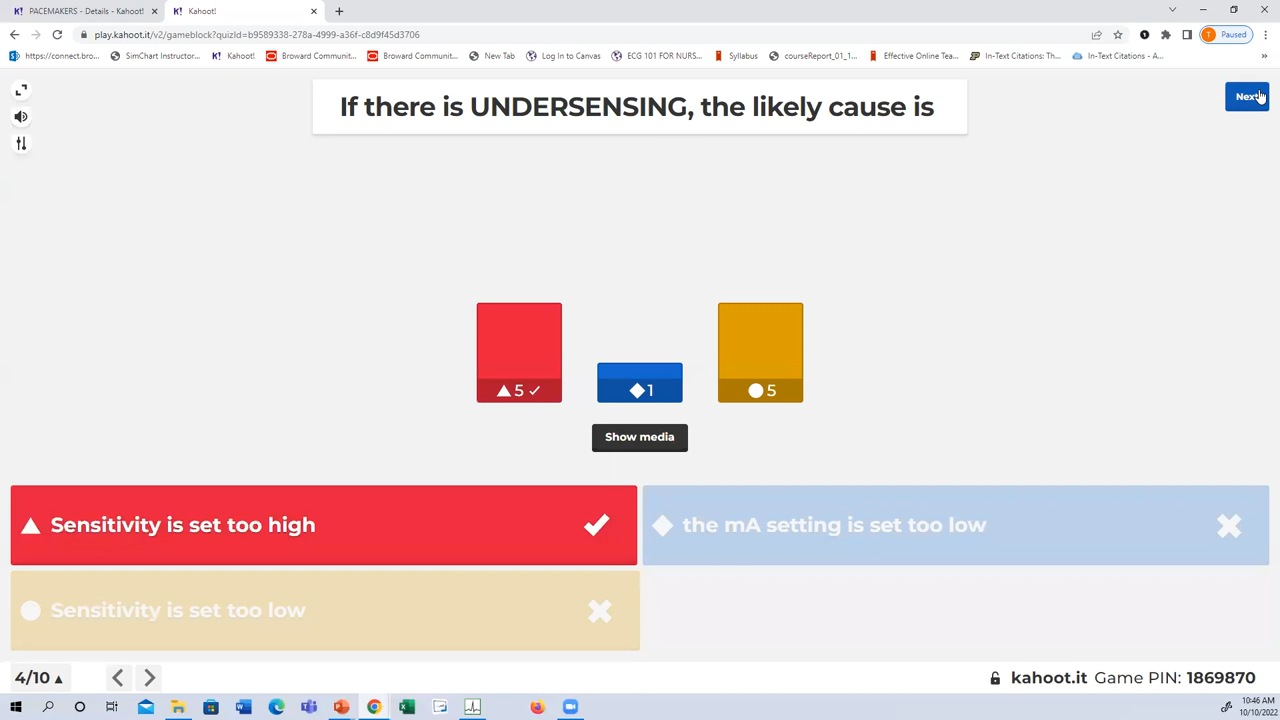 PACEMAKERS - Details - Kahoot!
Kahoot!
play.kahoot.it/v2/gameblock?quizId=b9589338-278a-4999-a36f-c8d9f45d3706
Paused
https://connect.bro...
SimChart Instructor...
Kahoot!
Broward Communit...
Broward Communit...
New Tab
Log In to Canvas
ECG 101 FOR NURS...
Syllabus
courseReport_01_1...
Effective Online Tea...
In-Text Citations: Th...
In-Text Citations - A...
If there is UNDERSENSING, the likely cause is
Next
5
1
5
Show media
Sensitivity is set too high
the mA setting is set too low
Sensitivity is set too low
4/10
kahoot.it Game PIN: 1869870
10:46 AM
10/10/2022